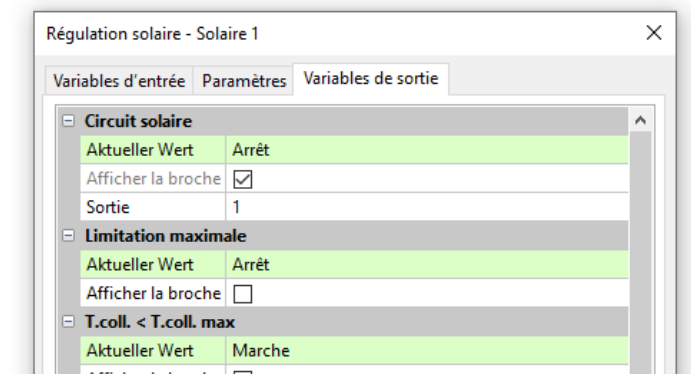 Régulation solaire - Solaire 1
Variables d'entrée Paramètres Variables de sortie
Circuit solaire
Aktueller Wert Arrêt
Afficher la broche
Sortie 1
Limitation maximale
Aktueller Wert Arrêt
Afficher la broche
T.coll. < T.coll. max
Aktueller Wert Marche